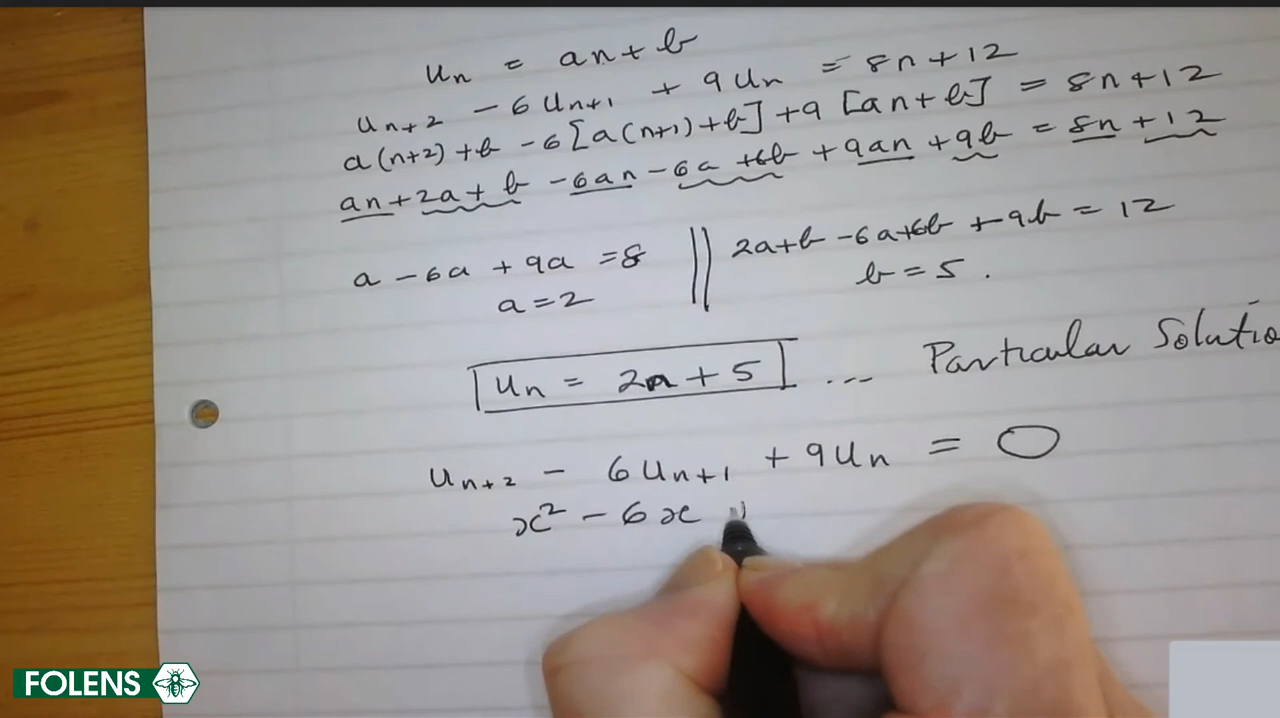 un = an + b
un+2 - 6un+1 + 9un = 8n+12
a(n+2)+b - 6[a(n+1)+b] + 9[an+b] = 8n+12
an+2a+b -6an-6a+6b+9an+9b = 8n+12
a - 6a + 9a = 8 || 2a+b-6a+6b+9b = 12
a=2 b=5.
un = 2n+5 ... Particular Solutio
un+2 - 6un+1 + 9un = 0
x² - 6x
FOLENS